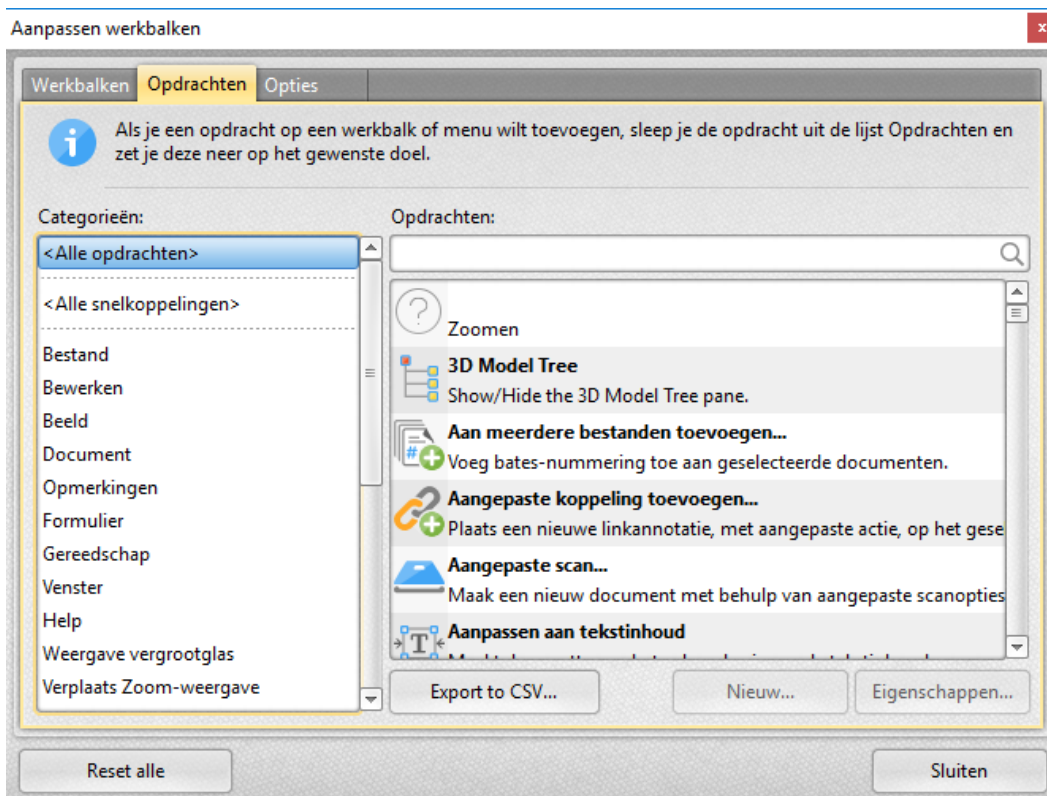 Aanpassen werkbalken
x
Werkbalken Opdrachten Opties
Als je een opdracht op een werkbalk of menu wilt toevoegen, sleep je de opdracht uit de lijst Opdrachten en
zet je deze neer op het gewenste doel.
Categorieën:
<Alle opdrachten>
<Alle snelkoppelingen>
Bestand
Bewerken
Beeld
Document
Opmerkingen
Formulier
Gereedschap
Venster
Help
Weergave vergrootglas
Verplaats Zoom-weergave
Opdrachten:
Zoomen
3D Model Tree
Show/Hide the 3D Model Tree pane.
Aan meerdere bestanden toevoegen...
Voeg bates-nummering toe aan geselecteerde documenten.
Aangepaste koppeling toevoegen...
Plaats een nieuwe linkannotatie, met aangepaste actie, op het gese
Aangepaste scan...
Maak een nieuw document met behulp van aangepaste scanopties
Aanpassen aan tekstinhoud
Export to CSV... Nieuw... Eigenschappen...
Reset alle Sluiten